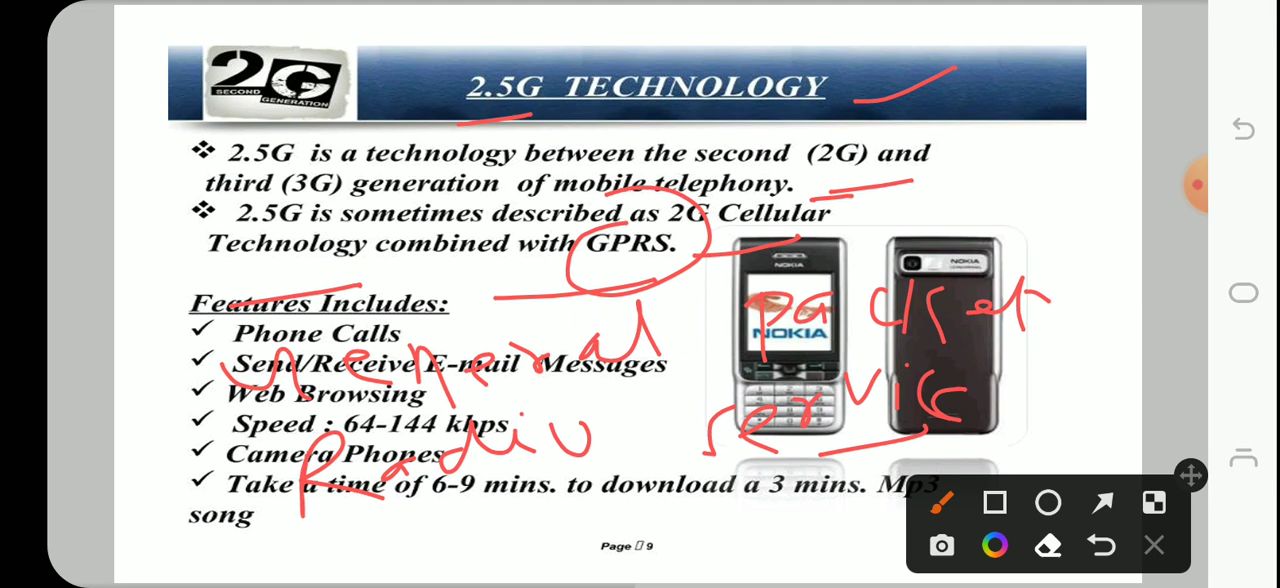 2G
SECOND
GENERATION
2.5G TECHNOLOGY
❖ 2.5G is a technology between the second (2G) and
third (3G) generation of mobile telephony.
❖ 2.5G is sometimes described as 2G Cellular
Technology combined with GPRS.
NOKIA
NOKIA
NOKIA
Features Includes:
✓ Phone Calls
✓ Send/Receive E-mail Messages
✓ Web Browsing
✓ Speed : 64-144 kbps
✓ Camera Phones
✓ Take a time of 6-9 mins. to download a 3 mins. Mp3
song
General Packet
Radio Service
Page 9